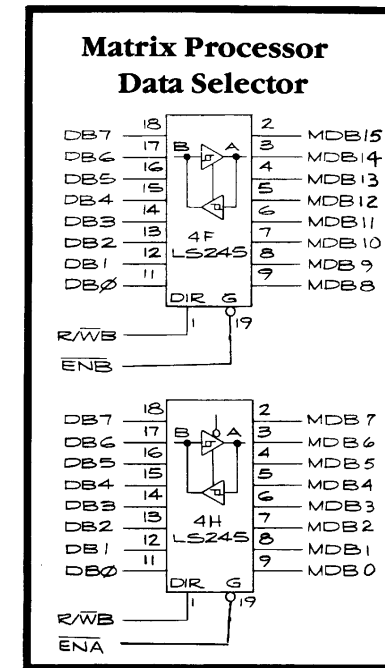 Matrix Processor
Data Selector
DB7 18 2 MDB15
DB6 17 B A 3 MDB14
DB5 16 4 MDB13
DB4 15 5 MDB12
DB3 14 6 MDB11
DB2 13 4F 7 MDB10
DB1 12 LS245 8 MDB9
DBØ 11 9 MDB8
DIR G
R/W̅B 1 19
E̅N̅B̅
DB7 18 2 MDB7
DB6 17 B A 3 MDB6
DB5 16 4 MDB5
DB4 15 5 MDB4
DB3 14 6 MDB3
DB2 13 4H 7 MDB2
DB1 12 LS245 8 MDB1
DBØ 11 9 MDB0
DIR G
R/W̅B 1 19
E̅N̅A̅